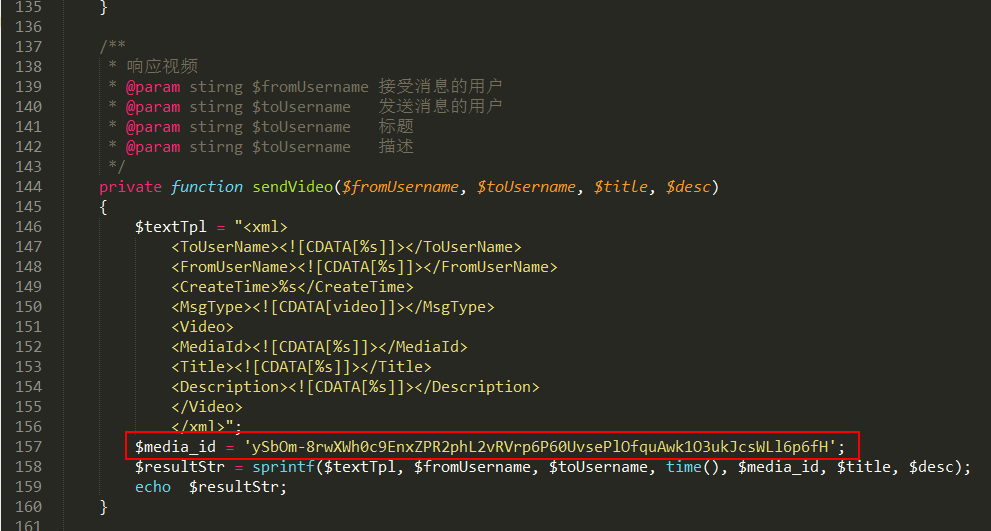 135 }
136
137 /**
138 * 响应视频
139 * @param stirng $fromUsername 接受消息的用户
140 * @param stirng $toUsername 发送消息的用户
141 * @param stirng $toUsername 标题
142 * @param stirng $toUsername 描述
143 */
144 private function sendVideo($fromUsername, $toUsername, $title, $desc)
145 {
146 $textTpl = "<xml>
147 <ToUserName><![CDATA[%s]]></ToUserName>
148 <FromUserName><![CDATA[%s]]></FromUserName>
149 <CreateTime>%s</CreateTime>
150 <MsgType><![CDATA[video]]></MsgType>
151 <Video>
152 <MediaId><![CDATA[%s]]></MediaId>
153 <Title><![CDATA[%s]]></Title>
154 <Description><![CDATA[%s]]></Description>
155 </Video>
156 </xml>";
157 $media_id = 'ySbOm-8rwXWh0c9EnxZPR2phL2vRVrp6P60UvsePlOfquAwk1O3ukJcsWLl6p6fH';
158 $resultStr = sprintf($textTpl, $fromUsername, $toUsername, time(), $media_id, $title, $desc);
159 echo $resultStr;
160 }
161